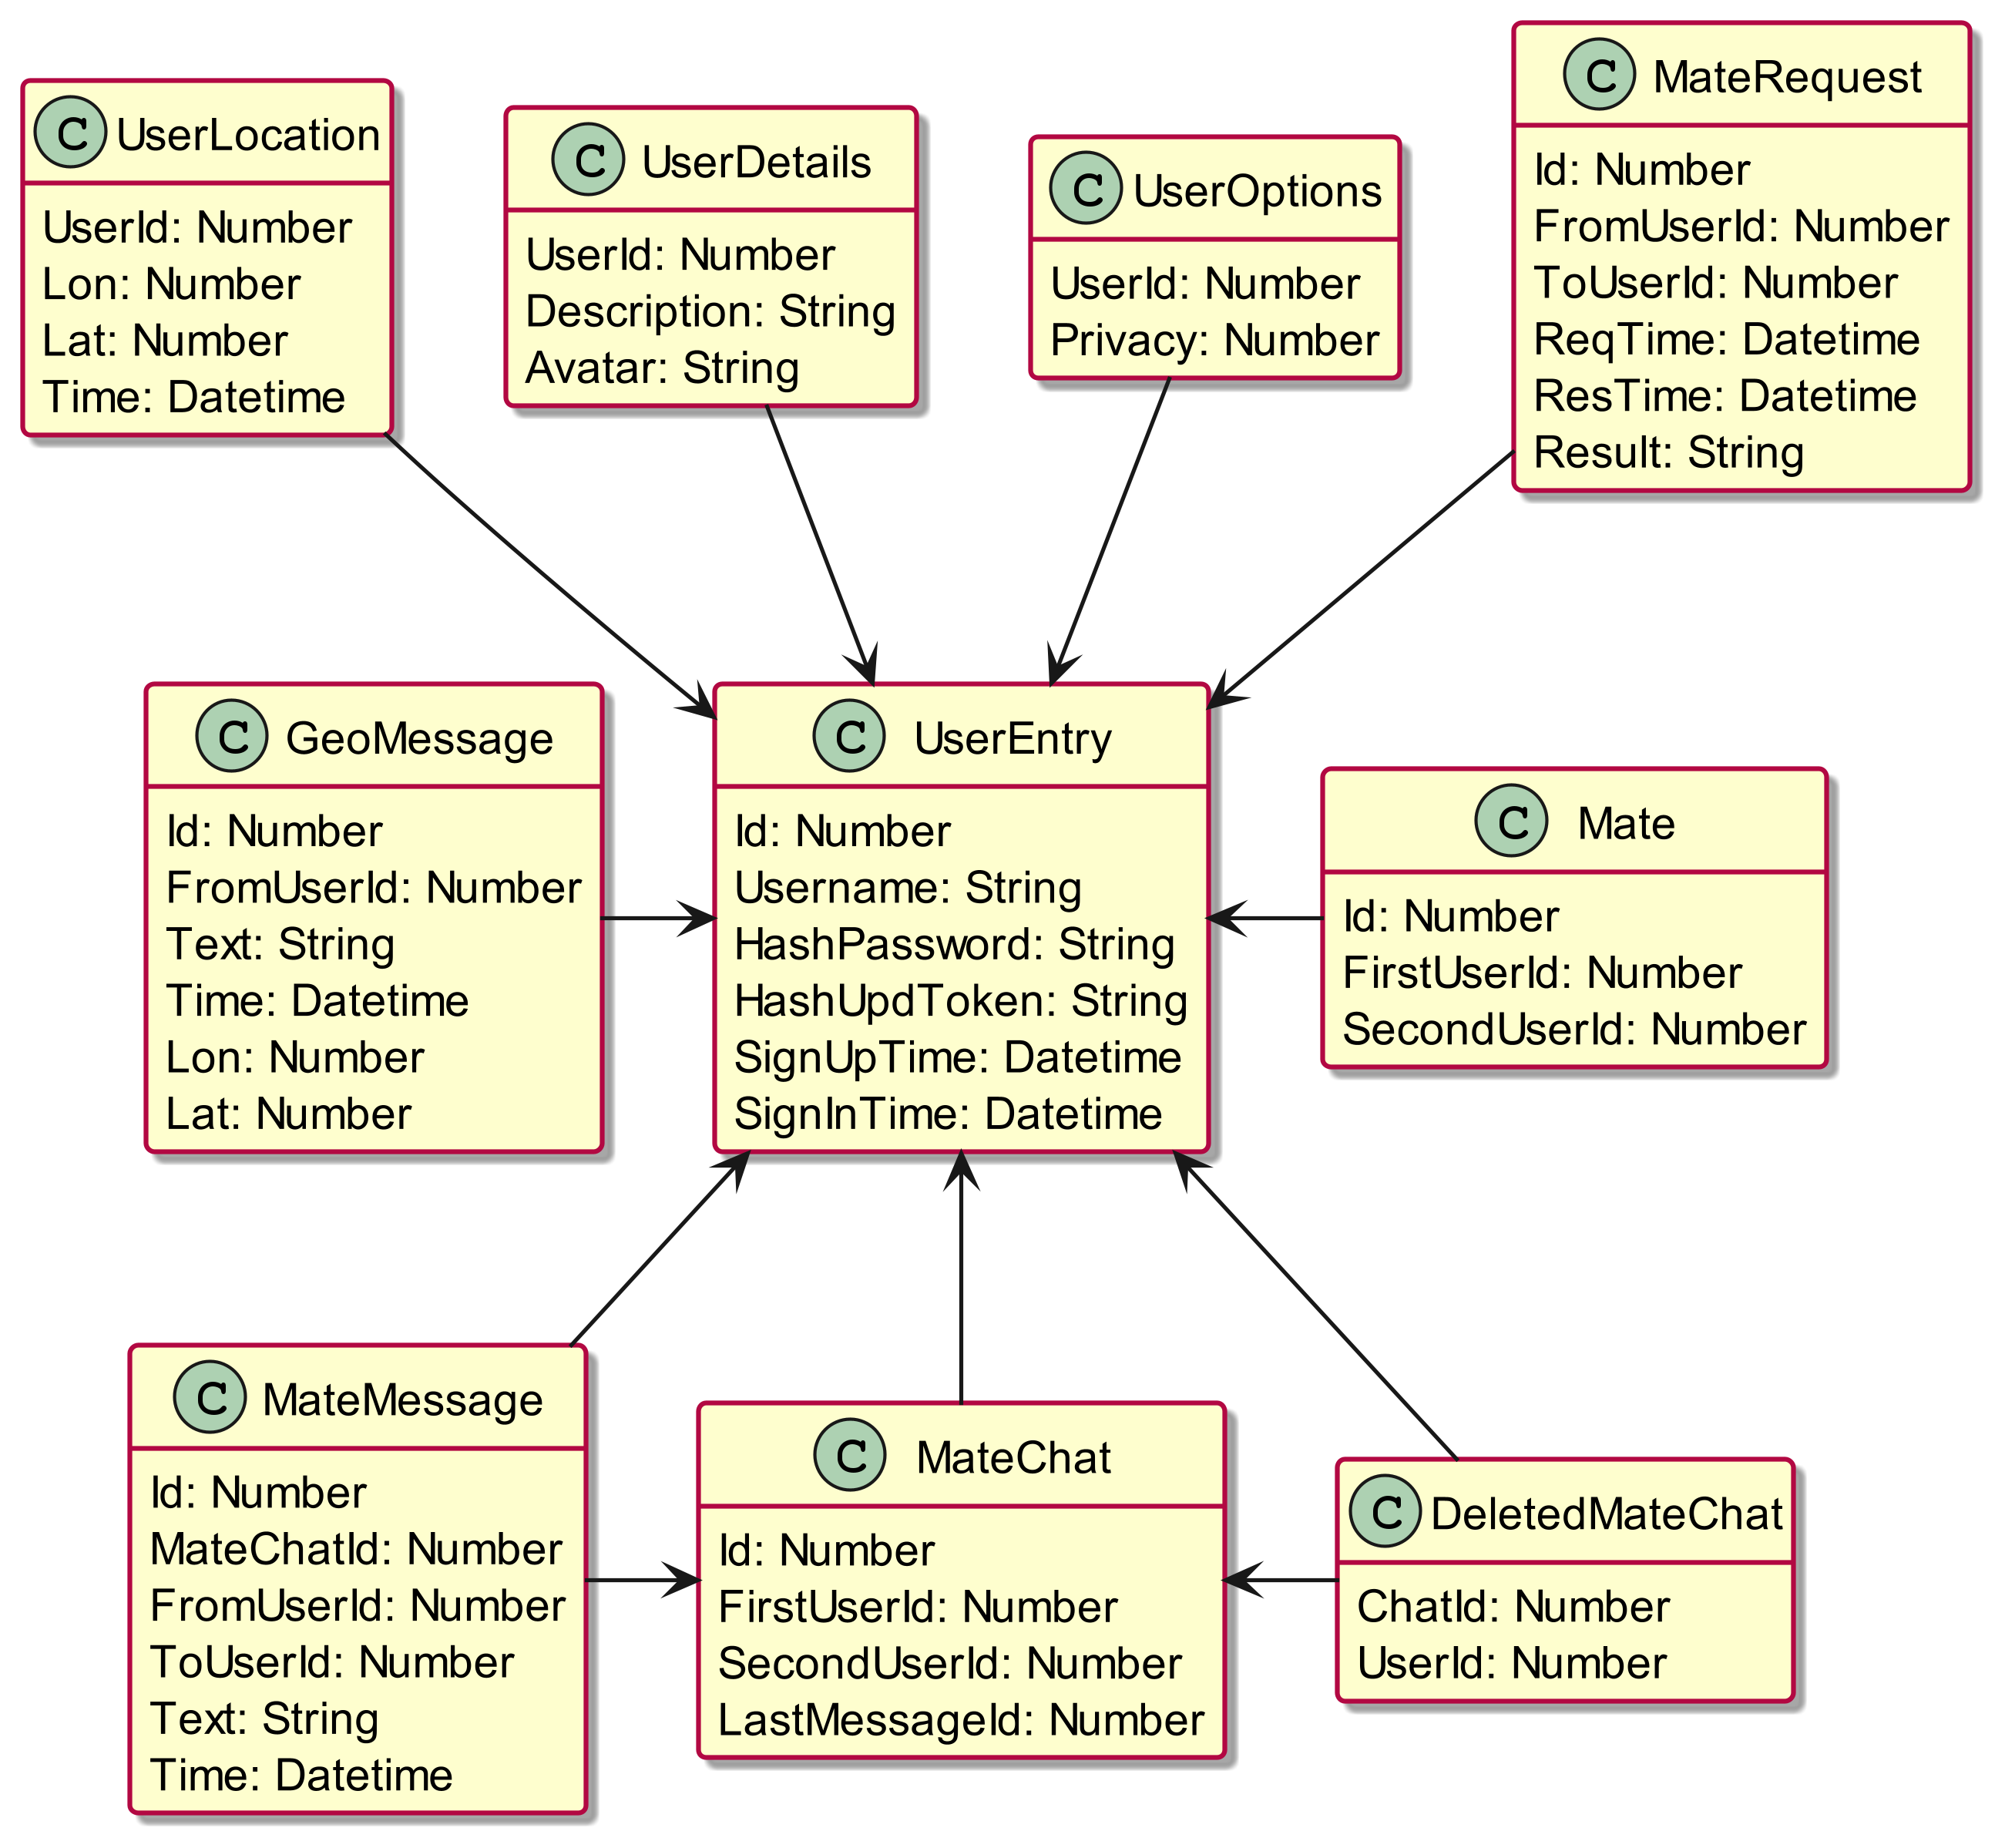 C UserLocation
UserId: Number
Lon: Number
Lat: Number
Time: Datetime
C UserDetails
UserId: Number
Description: String
Avatar: String
C UserOptions
UserId: Number
Privacy: Number
C MateRequest
Id: Number
FromUserId: Number
ToUserId: Number
ReqTime: Datetime
ResTime: Datetime
Result: String
C GeoMessage
Id: Number
FromUserId: Number
Text: String
Time: Datetime
Lon: Number
Lat: Number
C UserEntry
Id: Number
Username: String
HashPassword: String
HashUpdToken: String
SignUpTime: Datetime
SignInTime: Datetime
C Mate
Id: Number
FirstUserId: Number
SecondUserId: Number
C MateMessage
Id: Number
MateChatId: Number
FromUserId: Number
ToUserId: Number
Text: String
Time: Datetime
C MateChat
Id: Number
FirstUserId: Number
SecondUserId: Number
LastMessageId: Number
C DeletedMateChat
ChatId: Number
UserId: Number